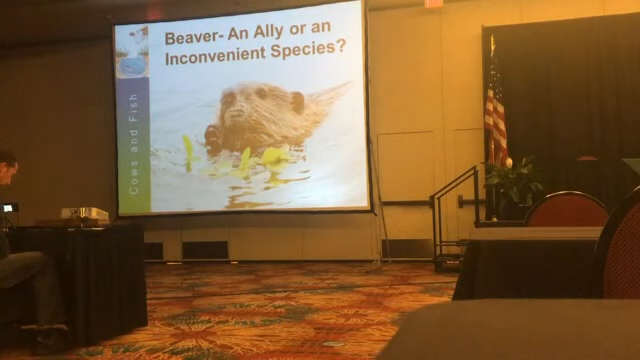 Beaver- An Ally or an
Inconvenient Species?
Cows and Fish